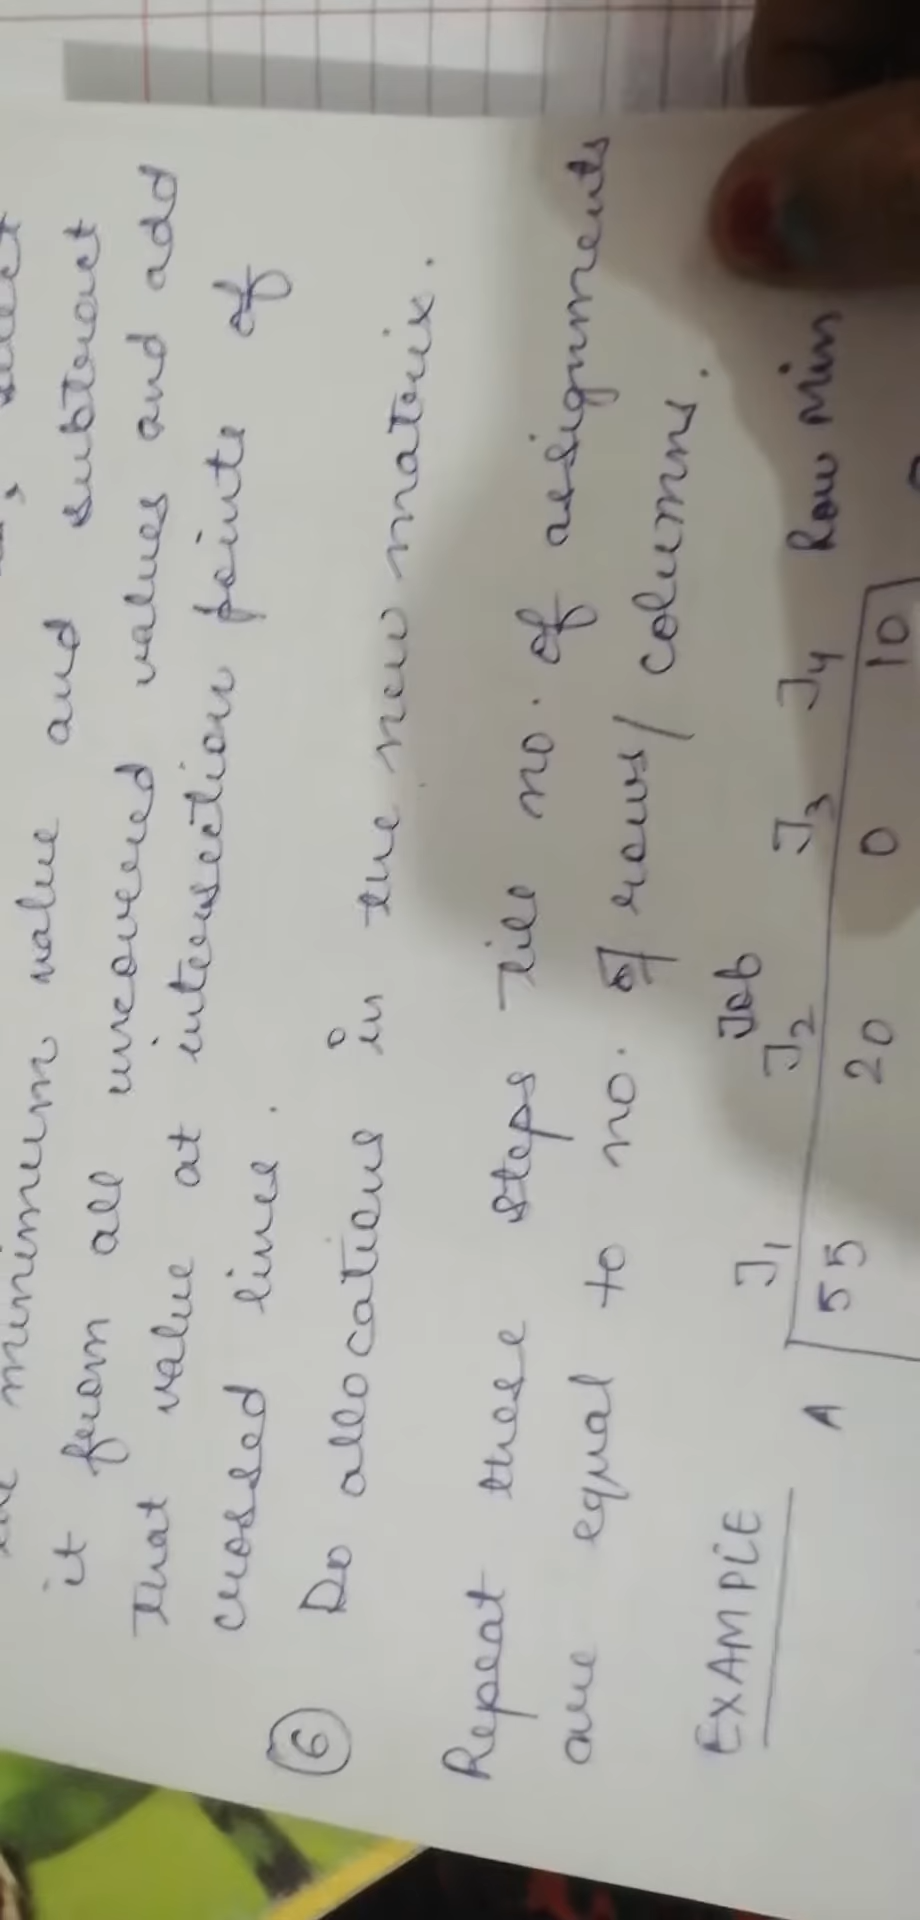 minimum value and subtract
it from all uncovered values and add
that value at intersection points of
crossed lines.
6 Do allocations in the new matrix.
Repeat these steps till no. of assignments
are equal to no. of rows/columns.
EXAMPLE
Job
J1 J2 J3 J4 Row Min
A 55 20 0 10